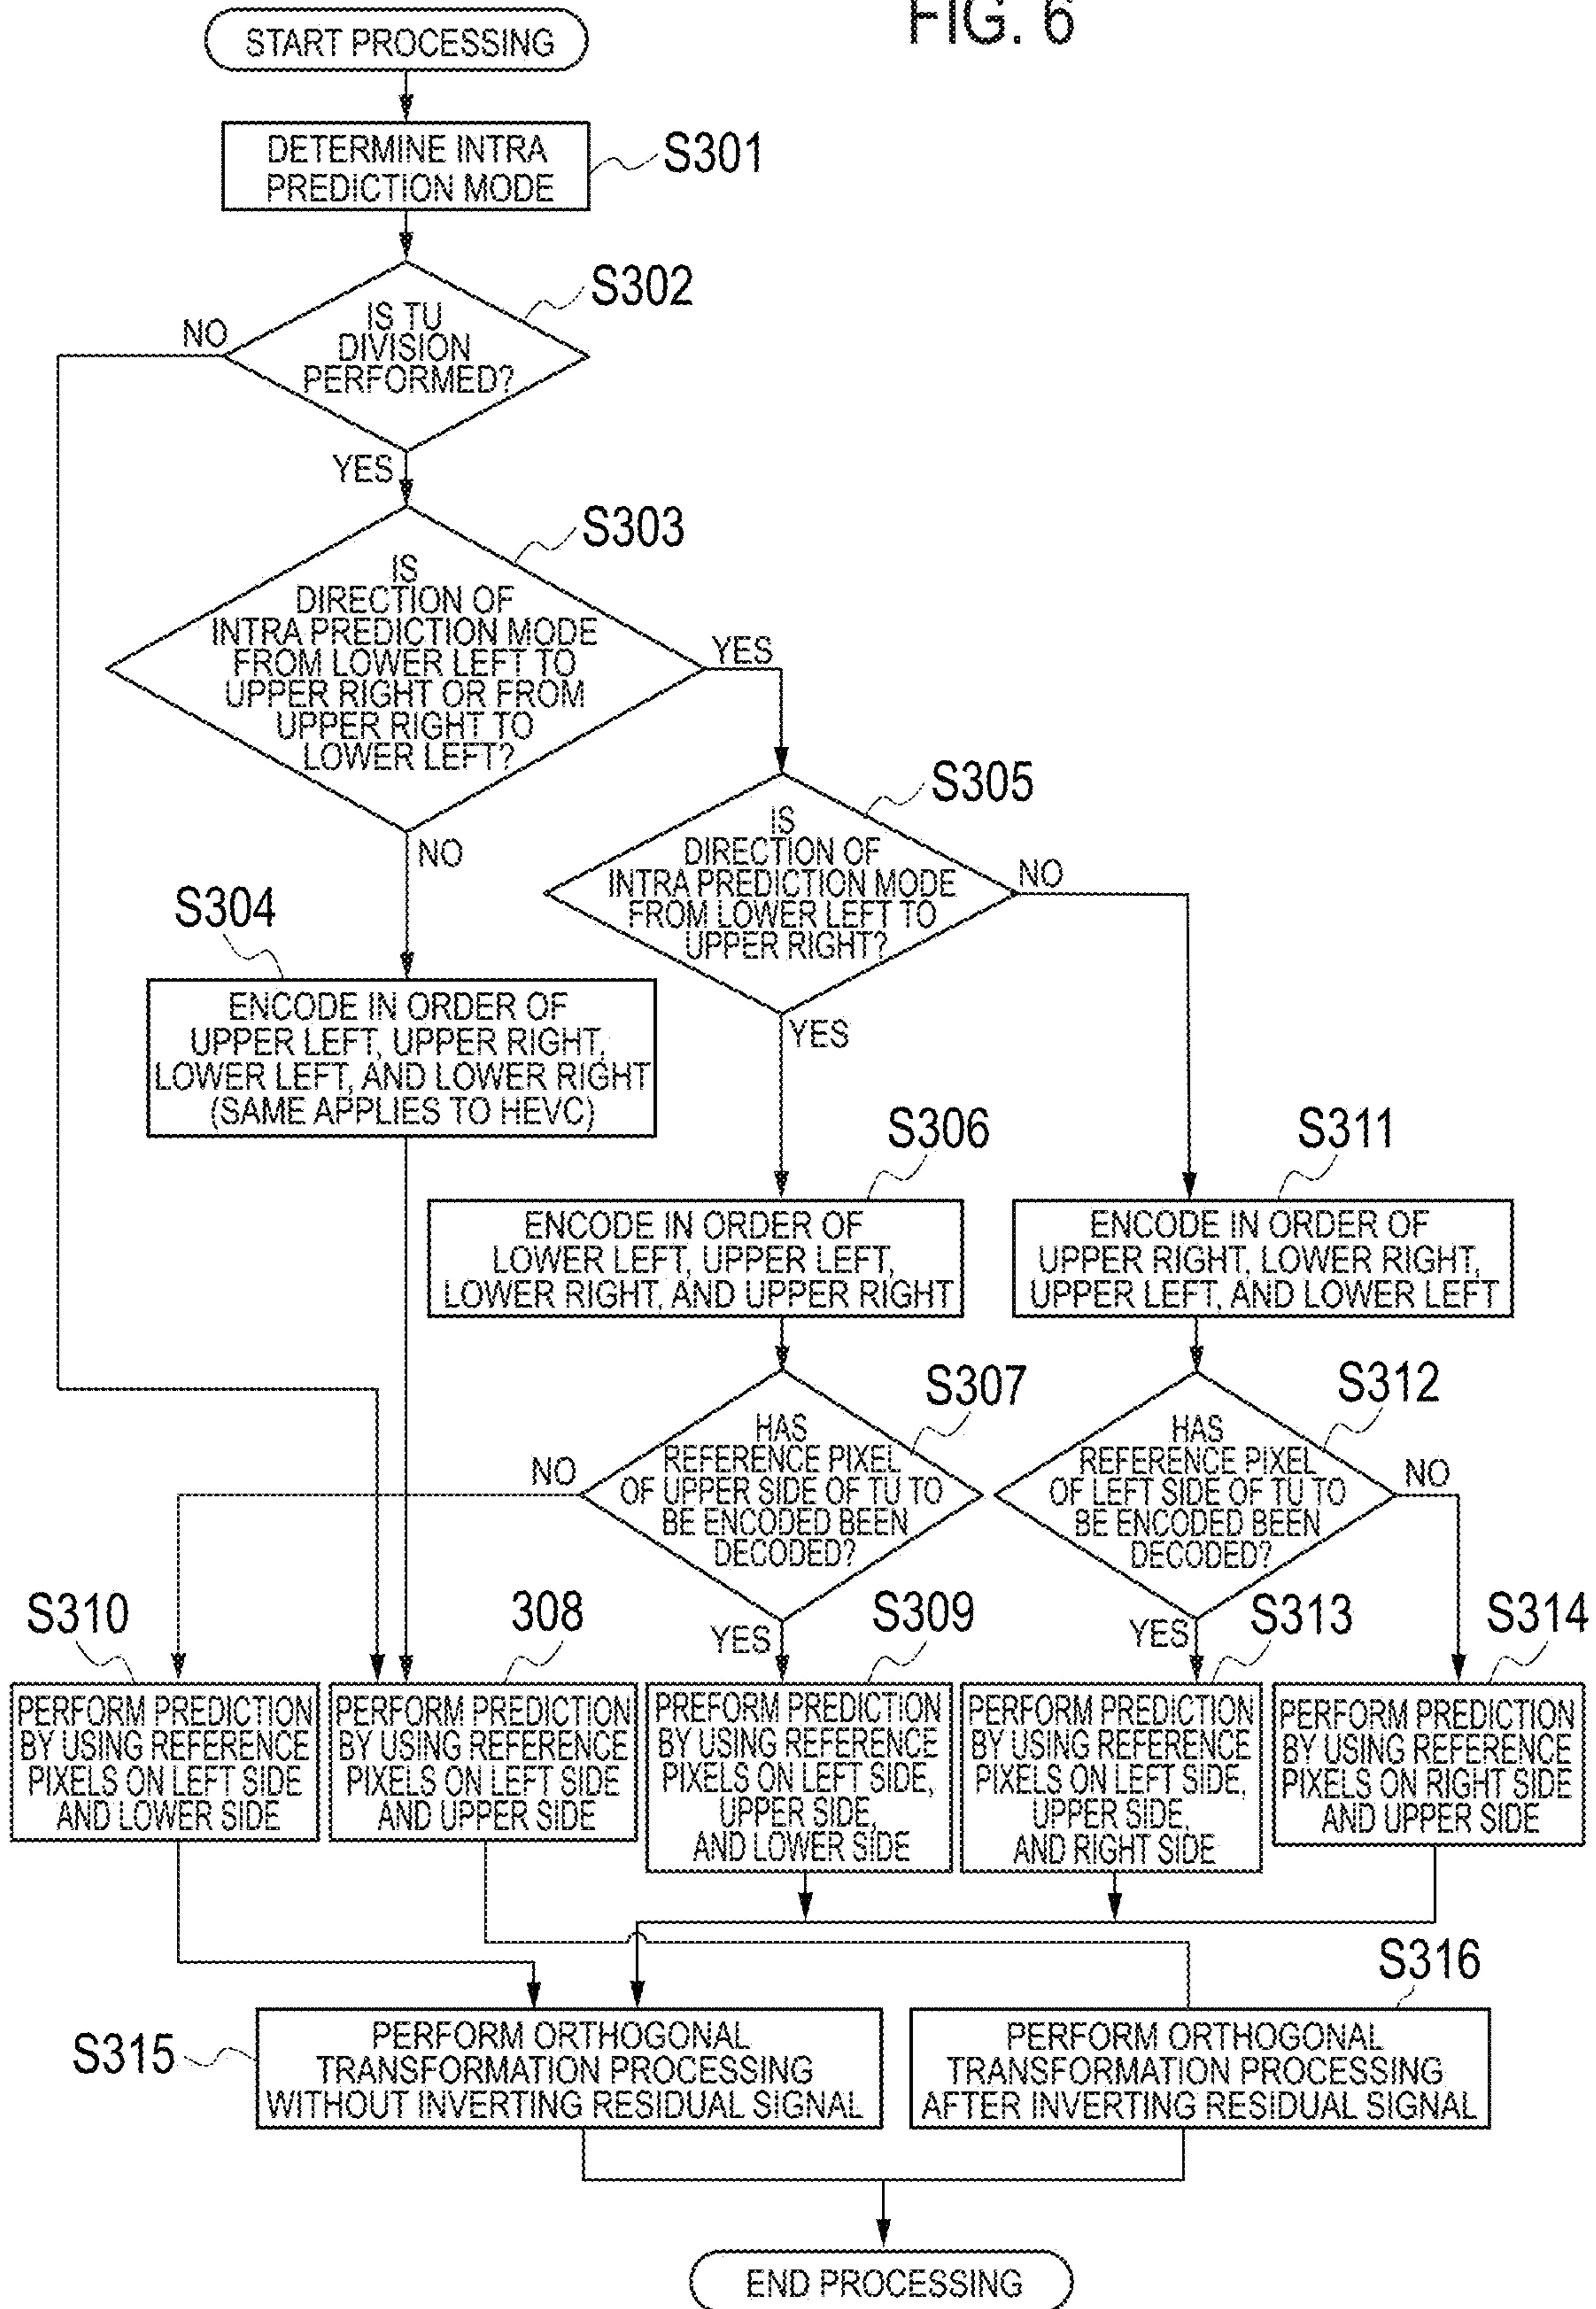 FIG. 6
START PROCESSING
DETERMINE INTRA
PREDICTION MODE
S301
S302
IS TU
DIVISION
PERFORMED?
NO
YES
S303
IS
DIRECTION OF
INTRA PREDICTION MODE
FROM LOWER LEFT TO
UPPER RIGHT OR FROM
UPPER RIGHT TO
LOWER LEFT?
YES
NO
S305
IS
DIRECTION OF
INTRA PREDICTION MODE
FROM LOWER LEFT TO
UPPER RIGHT?
NO
YES
S304
ENCODE IN ORDER OF
UPPER LEFT, UPPER RIGHT,
LOWER LEFT, AND LOWER RIGHT
(SAME APPLIES TO HEVC)
S306
ENCODE IN ORDER OF
LOWER LEFT, UPPER LEFT,
LOWER RIGHT, AND UPPER RIGHT
S311
ENCODE IN ORDER OF
UPPER RIGHT, LOWER RIGHT,
UPPER LEFT, AND LOWER LEFT
S307
HAS
REFERENCE PIXEL
OF UPPER SIDE OF TU TO
BE ENCODED BEEN
DECODED?
NO
YES
S312
HAS
REFERENCE PIXEL
OF LEFT SIDE OF TU TO
BE ENCODED BEEN
DECODED?
NO
YES
S310
PERFORM PREDICTION
BY USING REFERENCE
PIXELS ON LEFT SIDE
AND LOWER SIDE
308
PERFORM PREDICTION
BY USING REFERENCE
PIXELS ON LEFT SIDE
AND UPPER SIDE
S309
PREFORM PREDICTION
BY USING REFERENCE
PIXELS ON LEFT SIDE,
UPPER SIDE,
AND LOWER SIDE
S313
PERFORM PREDICTION
BY USING REFERENCE
PIXELS ON LEFT SIDE,
UPPER SIDE,
AND RIGHT SIDE
S314
PERFORM PREDICTION
BY USING REFERENCE
PIXELS ON RIGHT SIDE
AND UPPER SIDE
S315
PERFORM ORTHOGONAL
TRANSFORMATION PROCESSING
WITHOUT INVERTING RESIDUAL SIGNAL
S316
PERFORM ORTHOGONAL
TRANSFORMATION PROCESSING
AFTER INVERTING RESIDUAL SIGNAL
END PROCESSING